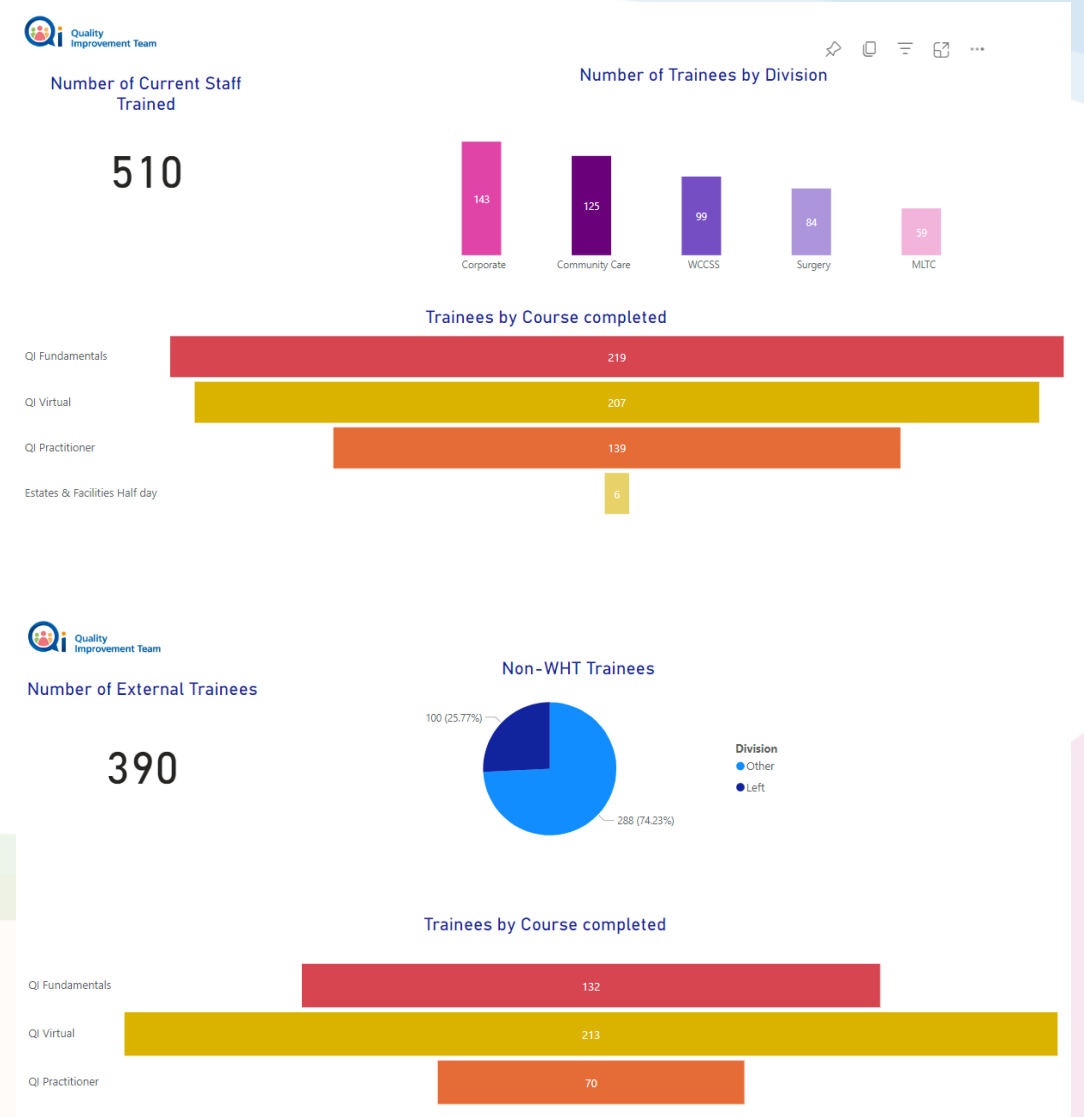 Quality
Improvement Team
Number of Current Staff
Trained
510
Number of Trainees by Division
143
125
99
84
59
Corporate
Community Care
WCCSS
Surgery
MLTC
Trainees by Course completed
QI Fundamentals
219
QI Virtual
207
QI Practitioner
139
Estates & Facilities Half day
6
Qi
Quality
Improvement Team
Number of External Trainees
390
Non-WHT Trainees
100 (25.77%)
288 (74.23%)
Division
Other
Left
Trainees by Course completed
QI Fundamentals
132
QI Virtual
213
QI Practitioner
70